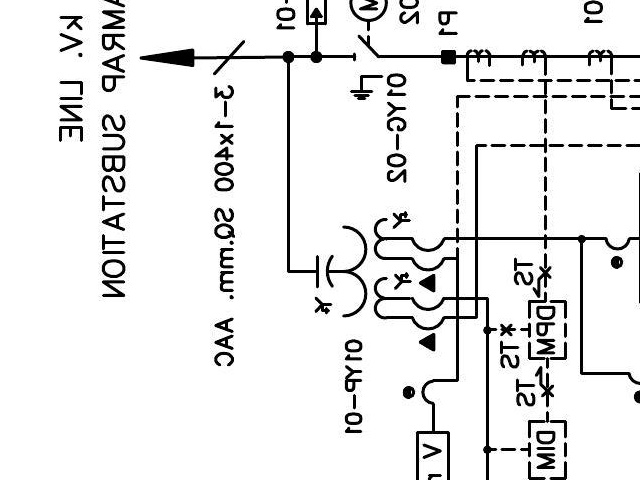 KV. LINE
AMRAP SUBSTATION
3-1x400 SQ.mm. AAC
-01
M
02
P1
01
01YG-02
01YP-01
TS
DPM
TS
TS
DIM
V